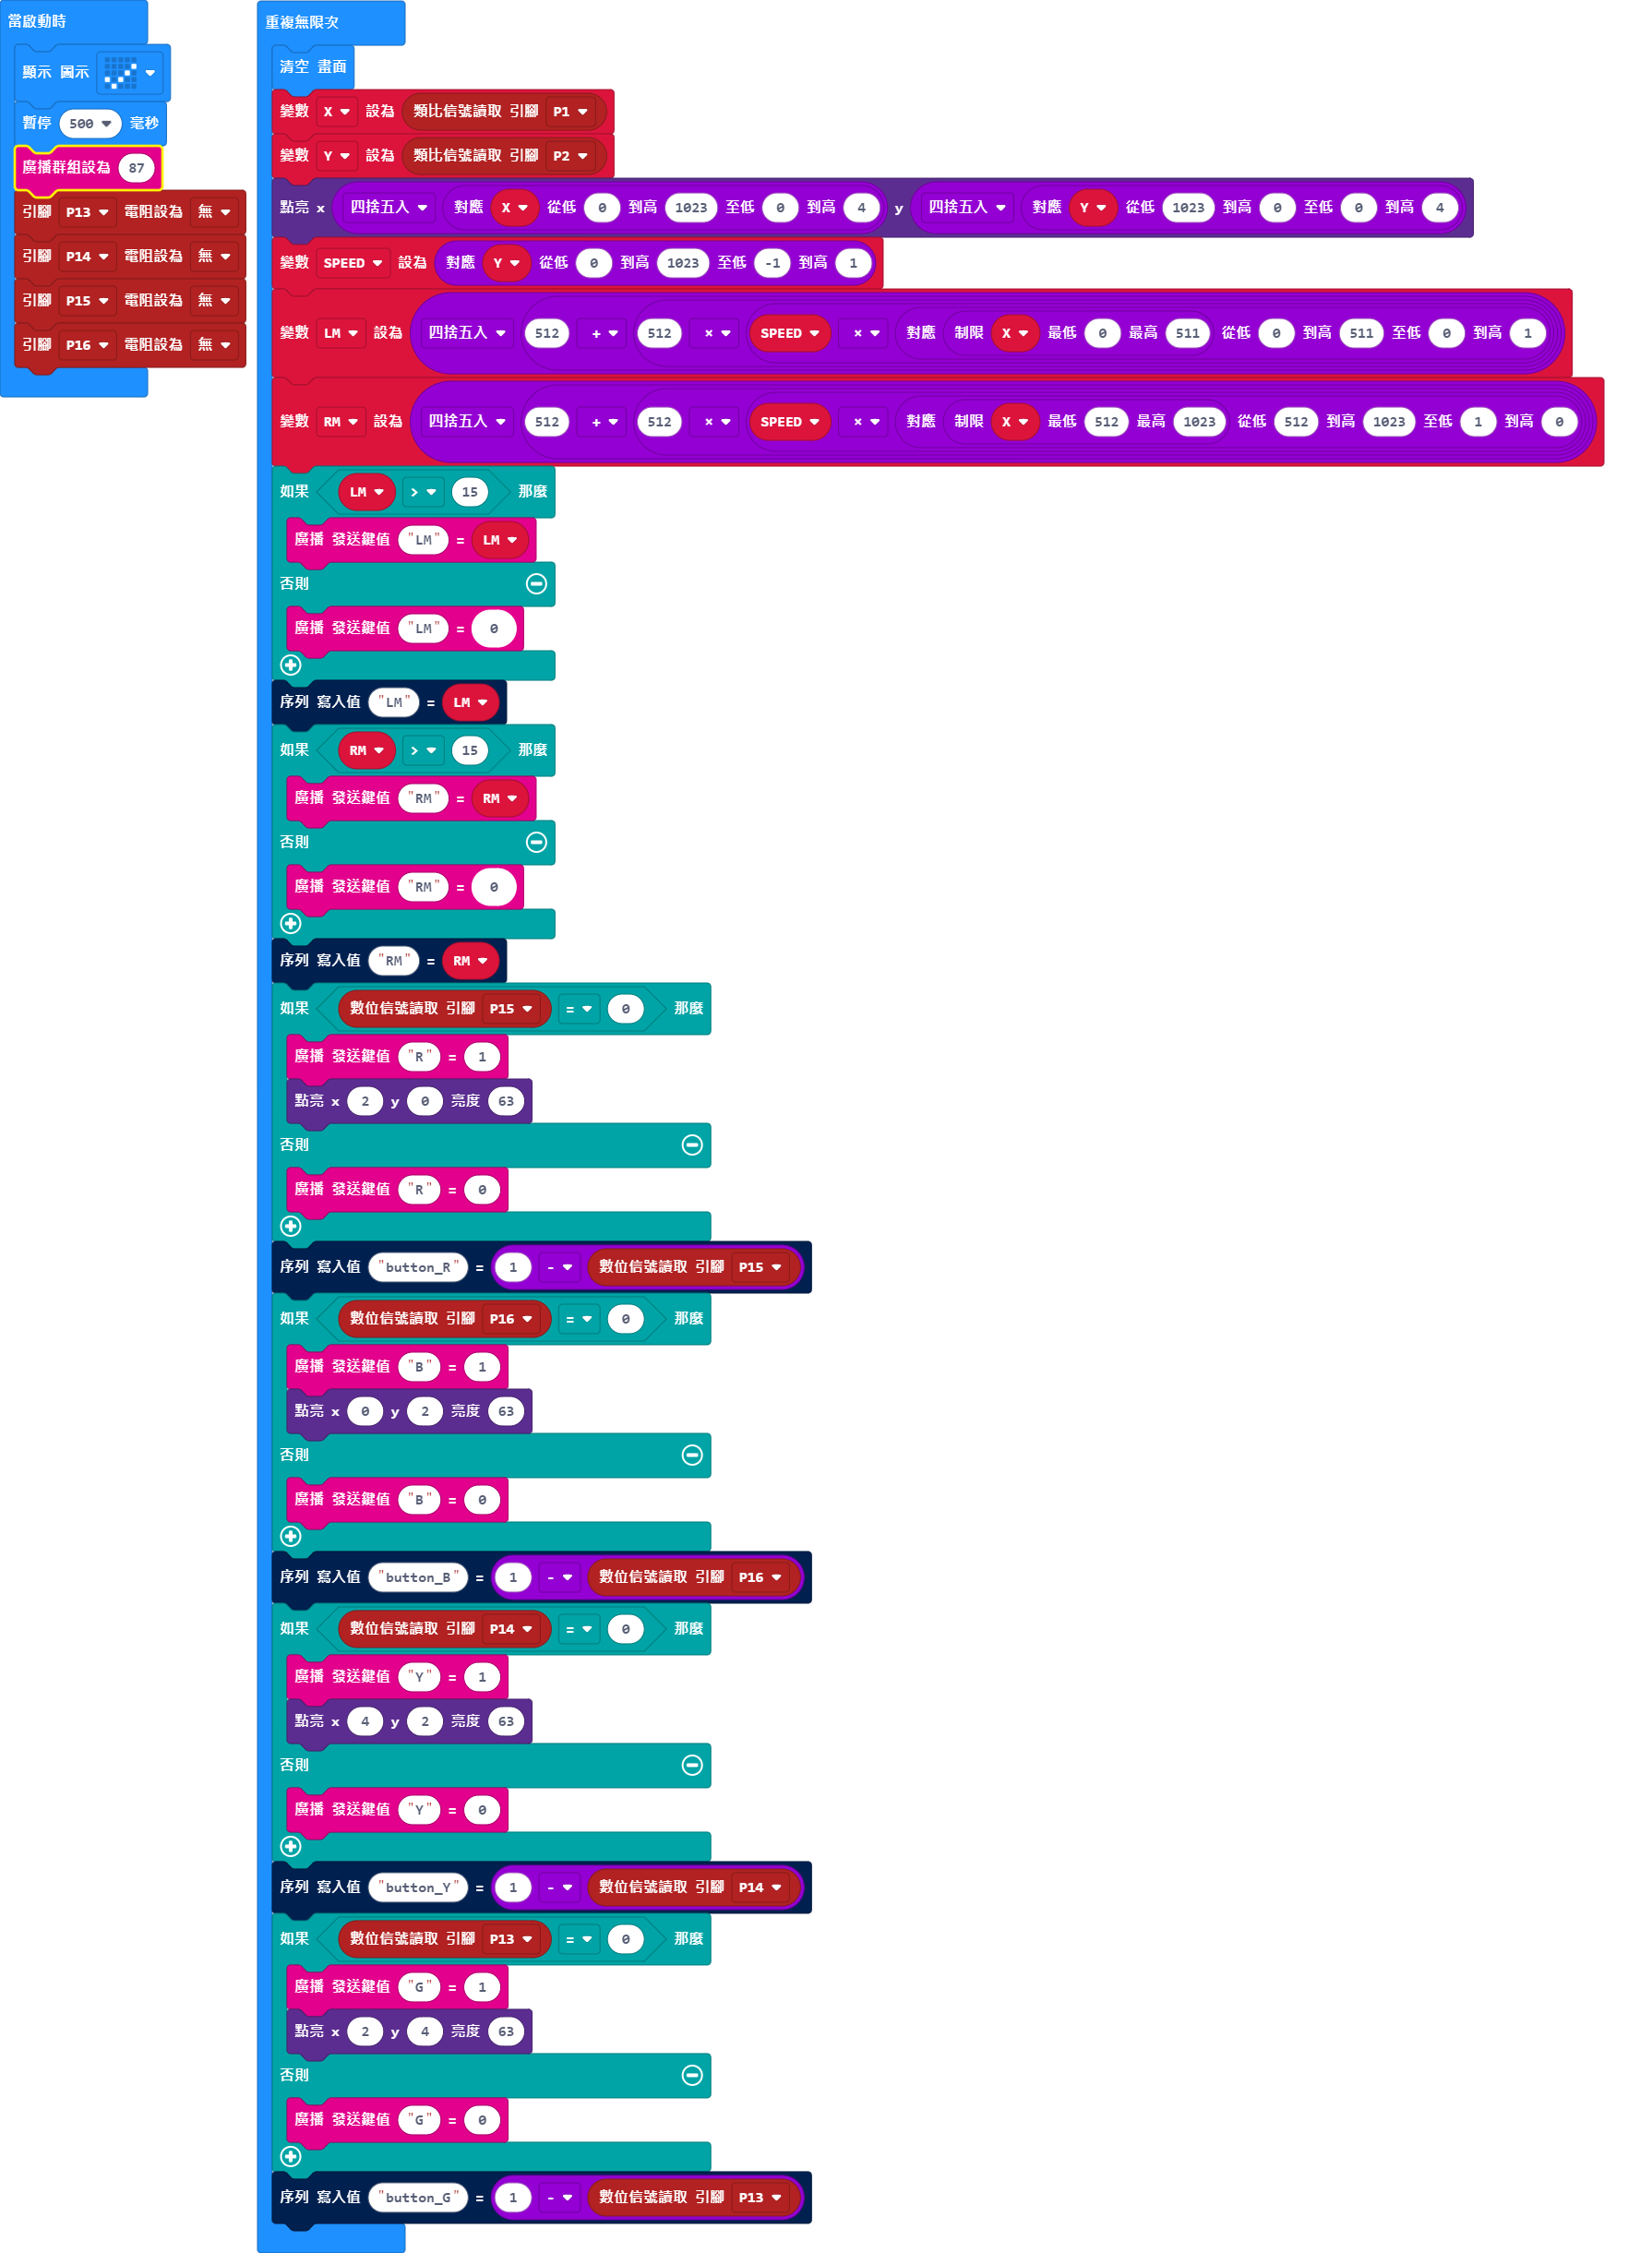 當啟動時
顯示 圖示
暫停 500 毫秒
廣播群組設為 87
引腳 P13 電阻設為 無
引腳 P14 電阻設為 無
引腳 P15 電阻設為 無
引腳 P16 電阻設為 無
重複無限次
清空 畫面
變數 X 設為 類比信號讀取 引腳 P1
變數 Y 設為 類比信號讀取 引腳 P2
點亮 x 四捨五入 對應 X 從低 0 到高 1023 至低 0 到高 4 y 四捨五入 對應 Y 從低 1023 到高 0 至低 0 到高 4
變數 SPEED 設為 對應 Y 從低 0 到高 1023 至低 -1 到高 1
變數 LM 設為 四捨五入 512 + 512 × SPEED × 對應 制限 X 最低 0 最高 511 從低 0 到高 511 至低 0 到高 1
變數 RM 設為 四捨五入 512 + 512 × SPEED × 對應 制限 X 最低 512 最高 1023 從低 512 到高 1023 至低 1 到高 0
如果 LM > 15 那麼
廣播 發送鍵值 "LM" = LM
否則
廣播 發送鍵值 "LM" = 0
序列 寫入值 "LM" = LM
如果 RM > 15 那麼
廣播 發送鍵值 "RM" = RM
否則
廣播 發送鍵值 "RM" = 0
序列 寫入值 "RM" = RM
如果 數位信號讀取 引腳 P15 = 0 那麼
廣播 發送鍵值 "R" = 1
點亮 x 2 y 0 亮度 63
否則
廣播 發送鍵值 "R" = 0
序列 寫入值 "button_R" = 1 - 數位信號讀取 引腳 P15
如果 數位信號讀取 引腳 P16 = 0 那麼
廣播 發送鍵值 "B" = 1
點亮 x 0 y 2 亮度 63
否則
廣播 發送鍵值 "B" = 0
序列 寫入值 "button_B" = 1 - 數位信號讀取 引腳 P16
如果 數位信號讀取 引腳 P14 = 0 那麼
廣播 發送鍵值 "Y" = 1
點亮 x 4 y 2 亮度 63
否則
廣播 發送鍵值 "Y" = 0
序列 寫入值 "button_Y" = 1 - 數位信號讀取 引腳 P14
如果 數位信號讀取 引腳 P13 = 0 那麼
廣播 發送鍵值 "G" = 1
點亮 x 2 y 4 亮度 63
否則
廣播 發送鍵值 "G" = 0
序列 寫入值 "button_G" = 1 - 數位信號讀取 引腳 P13